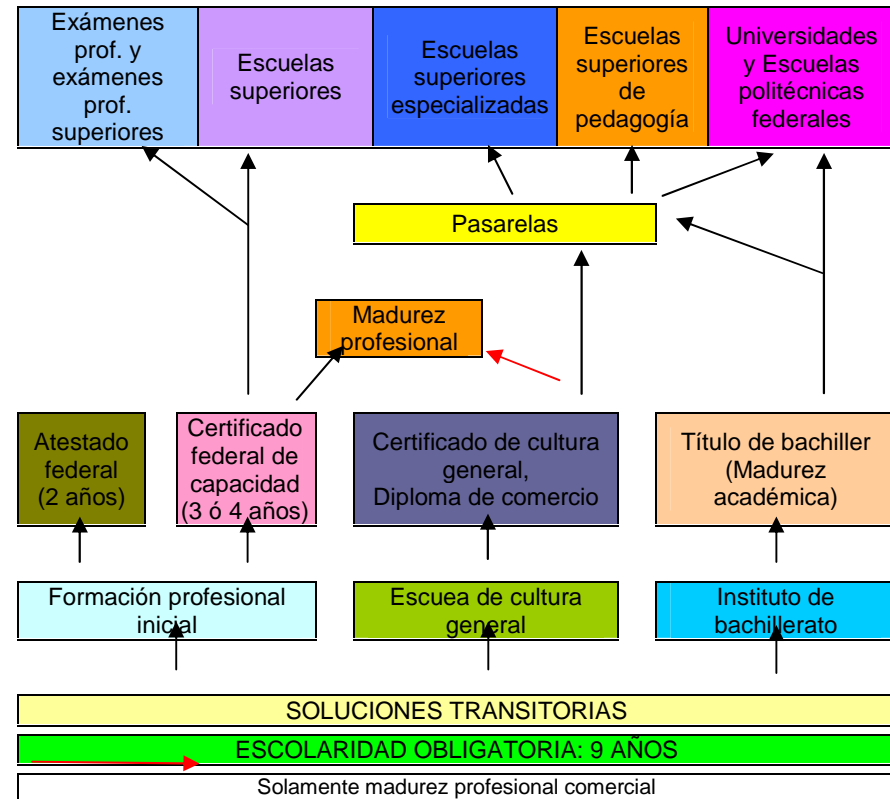 Exámenes
prof. y
exámenes
prof.
superiores
Escuelas
superiores
Escuelas
superiores
especializadas
Escuelas
superiores
de
pedagogía
Universidades
y Escuelas
politécnicas
federales
Pasarelas
Madurez
profesional
Atestado
federal
(2 años)
Certificado
federal de
capacidad
(3 ó 4 años)
Certificado de cultura
general,
Diploma de comercio
Título de bachiller
(Madurez
académica)
Formación profesional
inicial
Escuea de cultura
general
Instituto de
bachillerato
SOLUCIONES TRANSITORIAS
ESCOLARIDAD OBLIGATORIA: 9 AÑOS
Solamente madurez profesional comercial